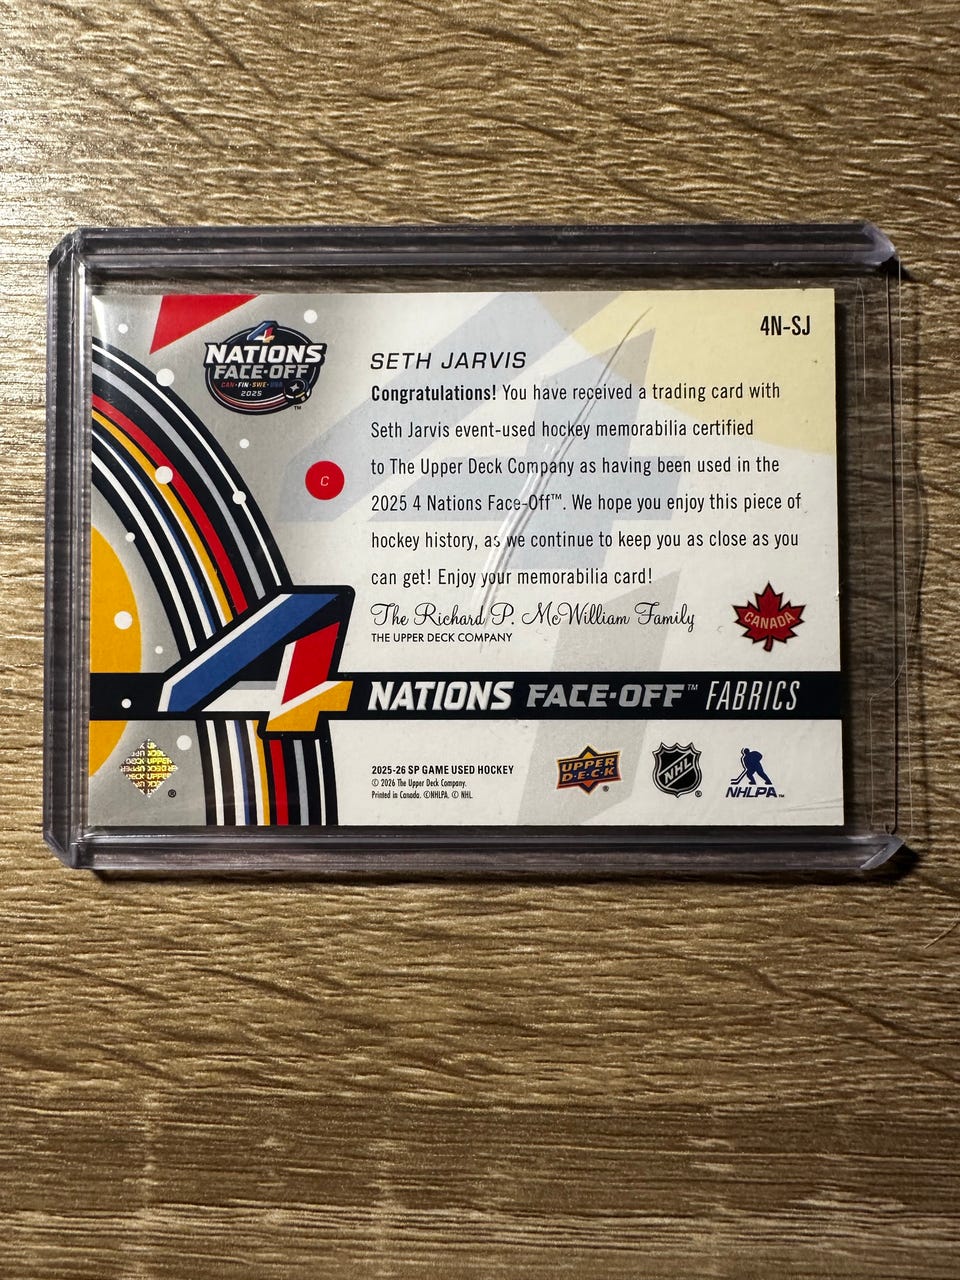 4N-SJ
NATIONS
FACE-OFF
CAN•FIN•SWE•USA
2025
TM
SETH JARVIS
Congratulations! You have received a trading card with
Seth Jarvis event-used hockey memorabilia certified
to The Upper Deck Company as having been used in the
2025 4 Nations Face-Off™. We hope you enjoy this piece of
hockey history, as we continue to keep you as close as you
can get! Enjoy your memorabilia card!
C
The Richard P. McWilliam Family
THE UPPER DECK COMPANY
CANADA
4 NATIONS FACE-OFF™ FABRICS
2025-26 SP GAME USED HOCKEY
© 2026 The Upper Deck Company.
Printed in Canada. ©NHLPA. © NHL.
UPPER
D•E•C•K
®
NHL
®
NHLPA™
®